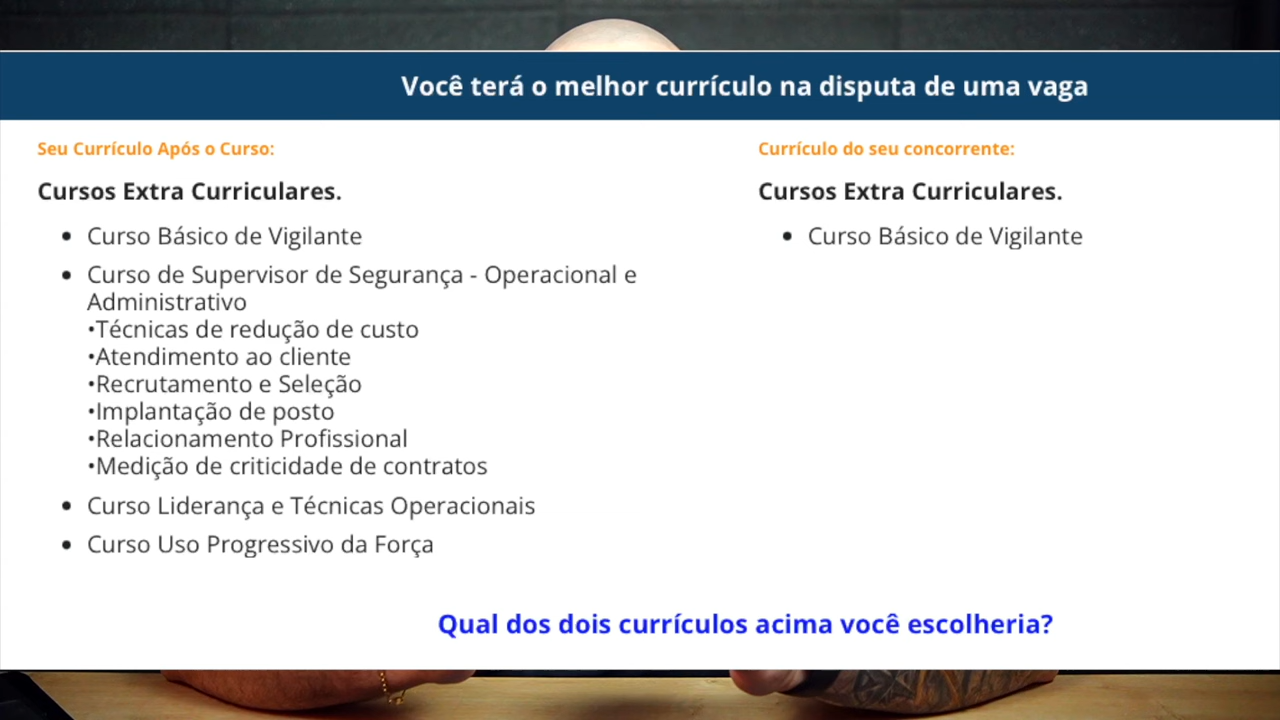 Você terá o melhor currículo na disputa de uma vaga
Seu Currículo Após o Curso:
Cursos Extra Curriculares.
• Curso Básico de Vigilante
• Curso de Supervisor de Segurança - Operacional e
Administrativo
•Técnicas de redução de custo
•Atendimento ao cliente
•Recrutamento e Seleção
•Implantação de posto
•Relacionamento Profissional
•Medição de criticidade de contratos
• Curso Liderança e Técnicas Operacionais
• Curso Uso Progressivo da Força
Currículo do seu concorrente:
Cursos Extra Curriculares.
• Curso Básico de Vigilante
Qual dos dois currículos acima você escolheria?